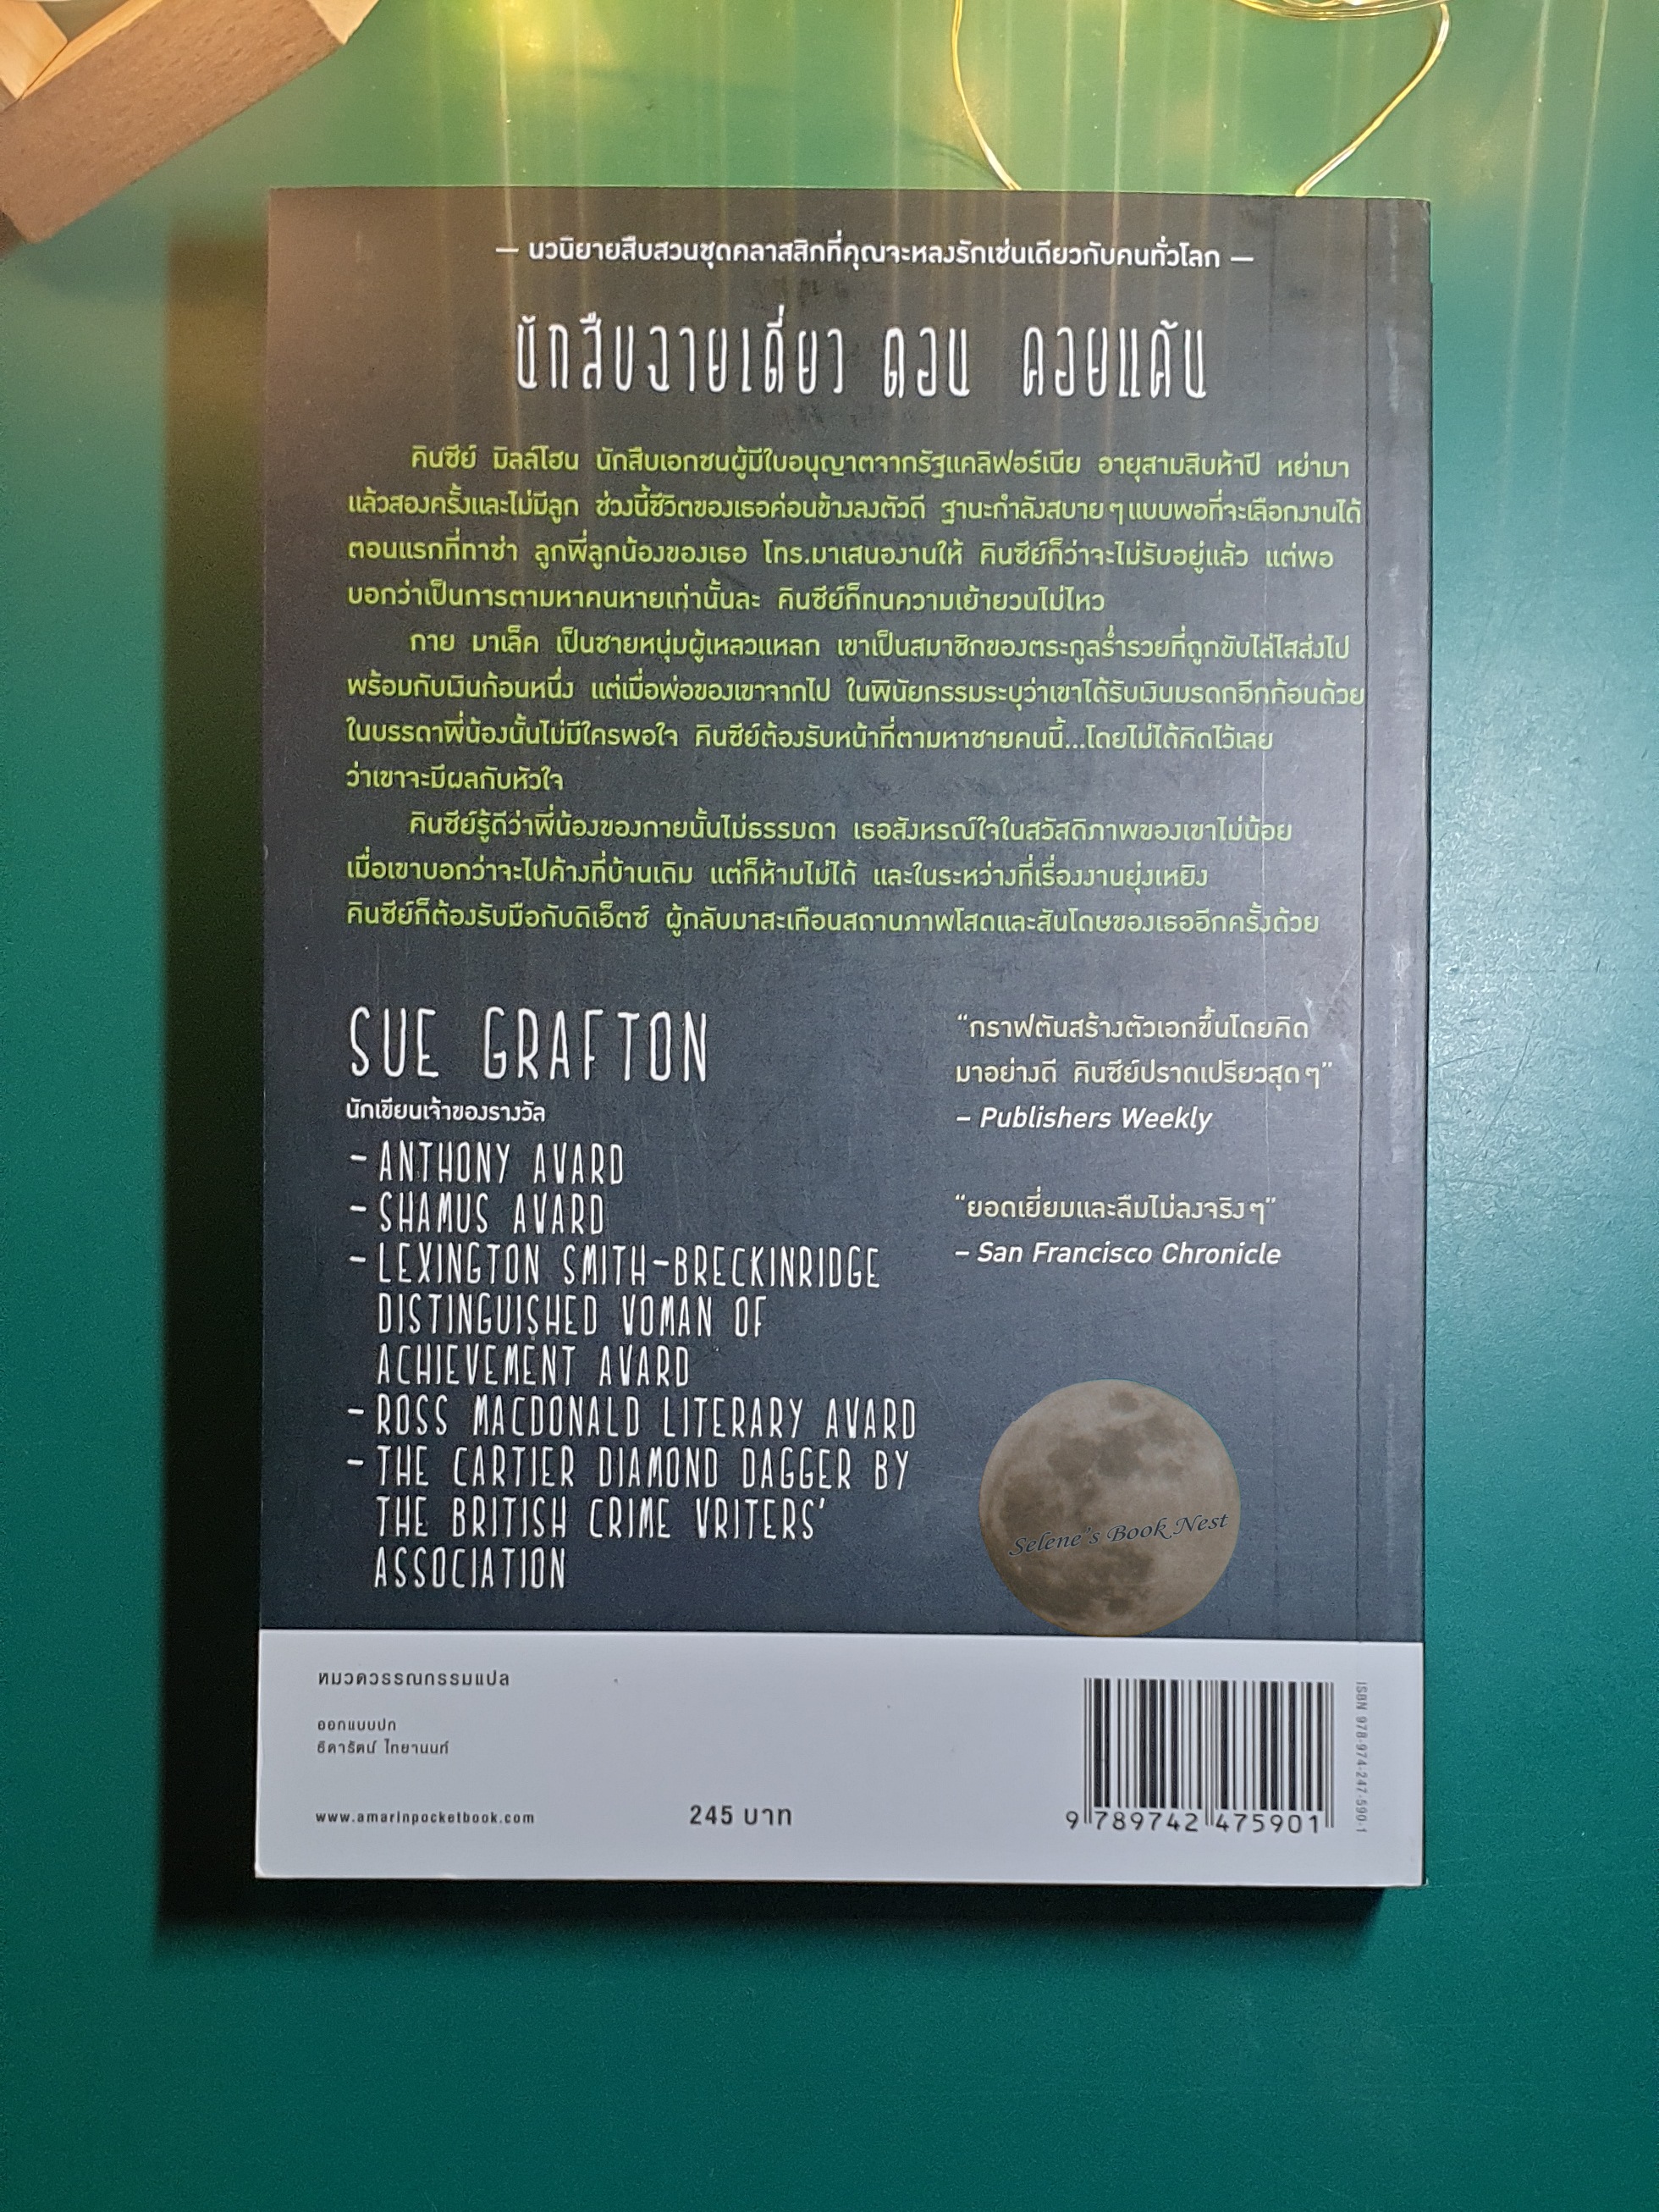 — นวนิยายสืบสวนชุดคลาสสิกที่คุณจะหลงรักเช่นเดียวกับคนทั่วโลก —
นักสืบฉายเดี่ยว ตอน คอยแค้น
คินซีย์ มิลล์โฮน นักสืบเอกชนผู้มีใบอนุญาตจากรัฐแคลิฟอร์เนีย อายุสามสิบห้าปี หย่ามา
แล้วสองครั้งและไม่มีลูก ช่วงนี้ชีวิตของเธอค่อนข้างลงตัวดี ฐานะกำลังสบาย ๆ แบบพอที่จะเลือกงานได้
ตอนแรกที่ทาช่า ลูกพี่ลูกน้องของเธอ โทร.มาเสนองานให้ คินซีย์ก็ว่าจะไม่รับอยู่แล้ว แต่พอ
บอกว่าเป็นการตามหาคนหายเท่านั้นละ คินซีย์ก็ทนความเย้ายวนไม่ไหว
กาย มาเล็ค เป็นชายหนุ่มผู้เหลวแหลก เขาเป็นสมาชิกของตระกูลร่ำรวยที่ถูกขับไล่ไสส่งไป
พร้อมกับเงินก้อนหนึ่ง แต่เมื่อพ่อของเขาจากไป ในพินัยกรรมระบุว่าเขาได้รับเงินมรดกอีกก้อนด้วย
ในบรรดาพี่น้องนั้นไม่มีใครพอใจ คินซีย์ต้องรับหน้าที่ตามหาชายคนนี้...โดยไม่ได้คิดไว้เลย
ว่าเขาจะมีผลกับหัวใจ
คินซีย์รู้ดีว่าพี่น้องของกายนั้นไม่ธรรมดา เธอสังหรณ์ใจในสวัสดิภาพของเขาไม่น้อย
เมื่อเขาบอกว่าจะไปค้างที่บ้านเดิม แต่ก็ห้ามไม่ได้ และในระหว่างที่เรื่องงานยุ่งเหยิง
คินซีย์ก็ต้องรับมือกับดิเอ็ตซ์ ผู้กลับมาสะเทือนสถานภาพโสดและสันโดษของเธออีกครั้งด้วย
SUE GRAFTON
นักเขียนเจ้าของรางวัล
- ANTHONY AWARD
- SHAMUS AWARD
- LEXINGTON SMITH-BRECKINRIDGE
DISTINGUISHED WOMAN OF
ACHIEVEMENT AWARD
- ROSS MACDONALD LITERARY AWARD
- THE CARTIER DIAMOND DAGGER BY
THE BRITISH CRIME WRITERS'
ASSOCIATION
“กราฟตันสร้างตัวเอกขึ้นโดยคิด
มาอย่างดี คินซีย์ปราดเปรียวสุด ๆ”
– Publishers Weekly
“ยอดเยี่ยมและลืมไม่ลงจริง ๆ”
– San Francisco Chronicle
Selene's Book Nest
หมวดวรรณกรรมแปล
ออกแบบปก
ธิดารัตน์ ไทยานนท์
www.amarinpocketbook.com
245 บาท
9 789742 475901
ISBN 978-974-247-590-1